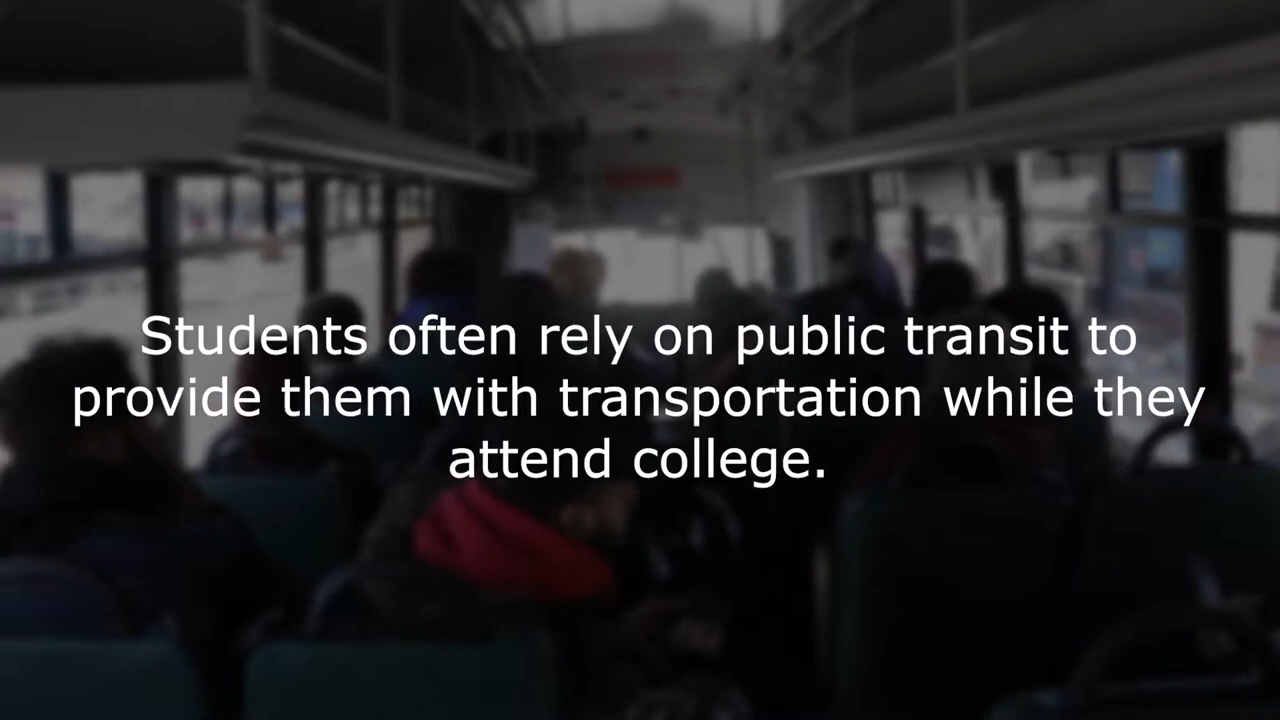 Students often rely on public transit to
provide them with transportation while they
attend college.